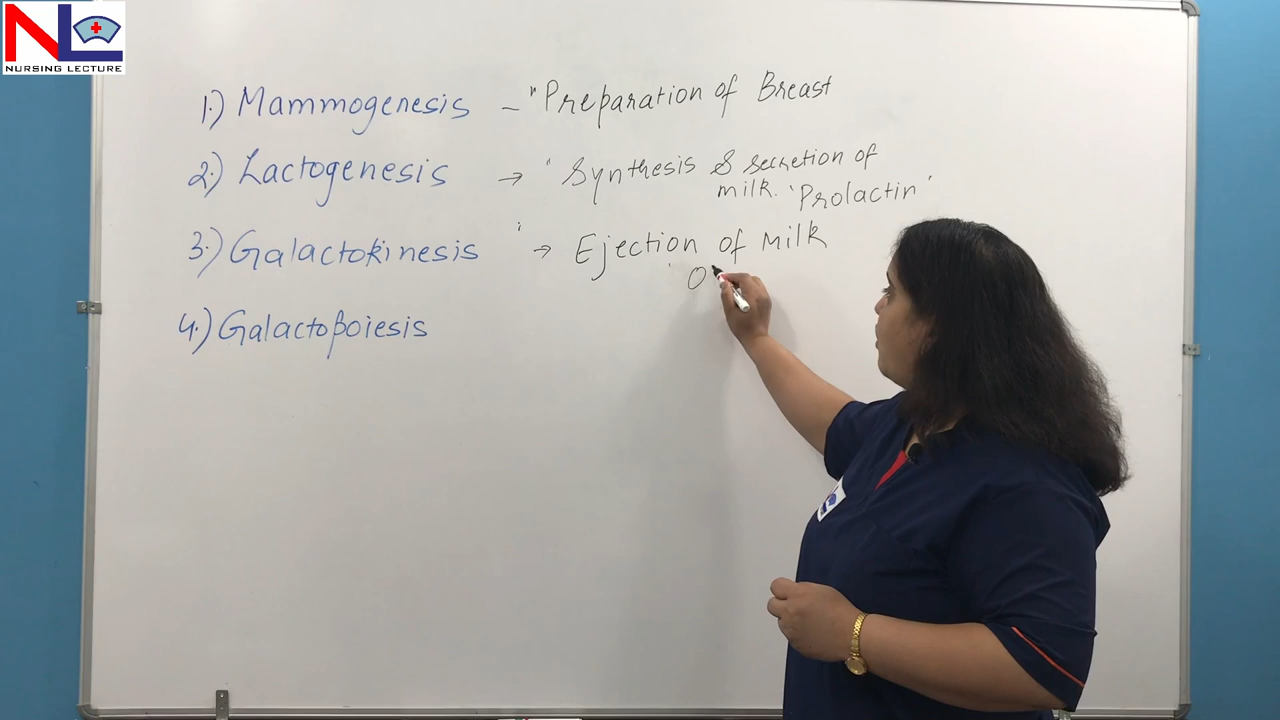 NL
NURSING LECTURE
1.) Mammogenesis - "Preparation of Breast
2.) Lactogenesis → "Synthesis & secretion of
milk. 'Prolactin'
3.) Galactokinesis → Ejection of Milk
O
4.) Galactopoiesis